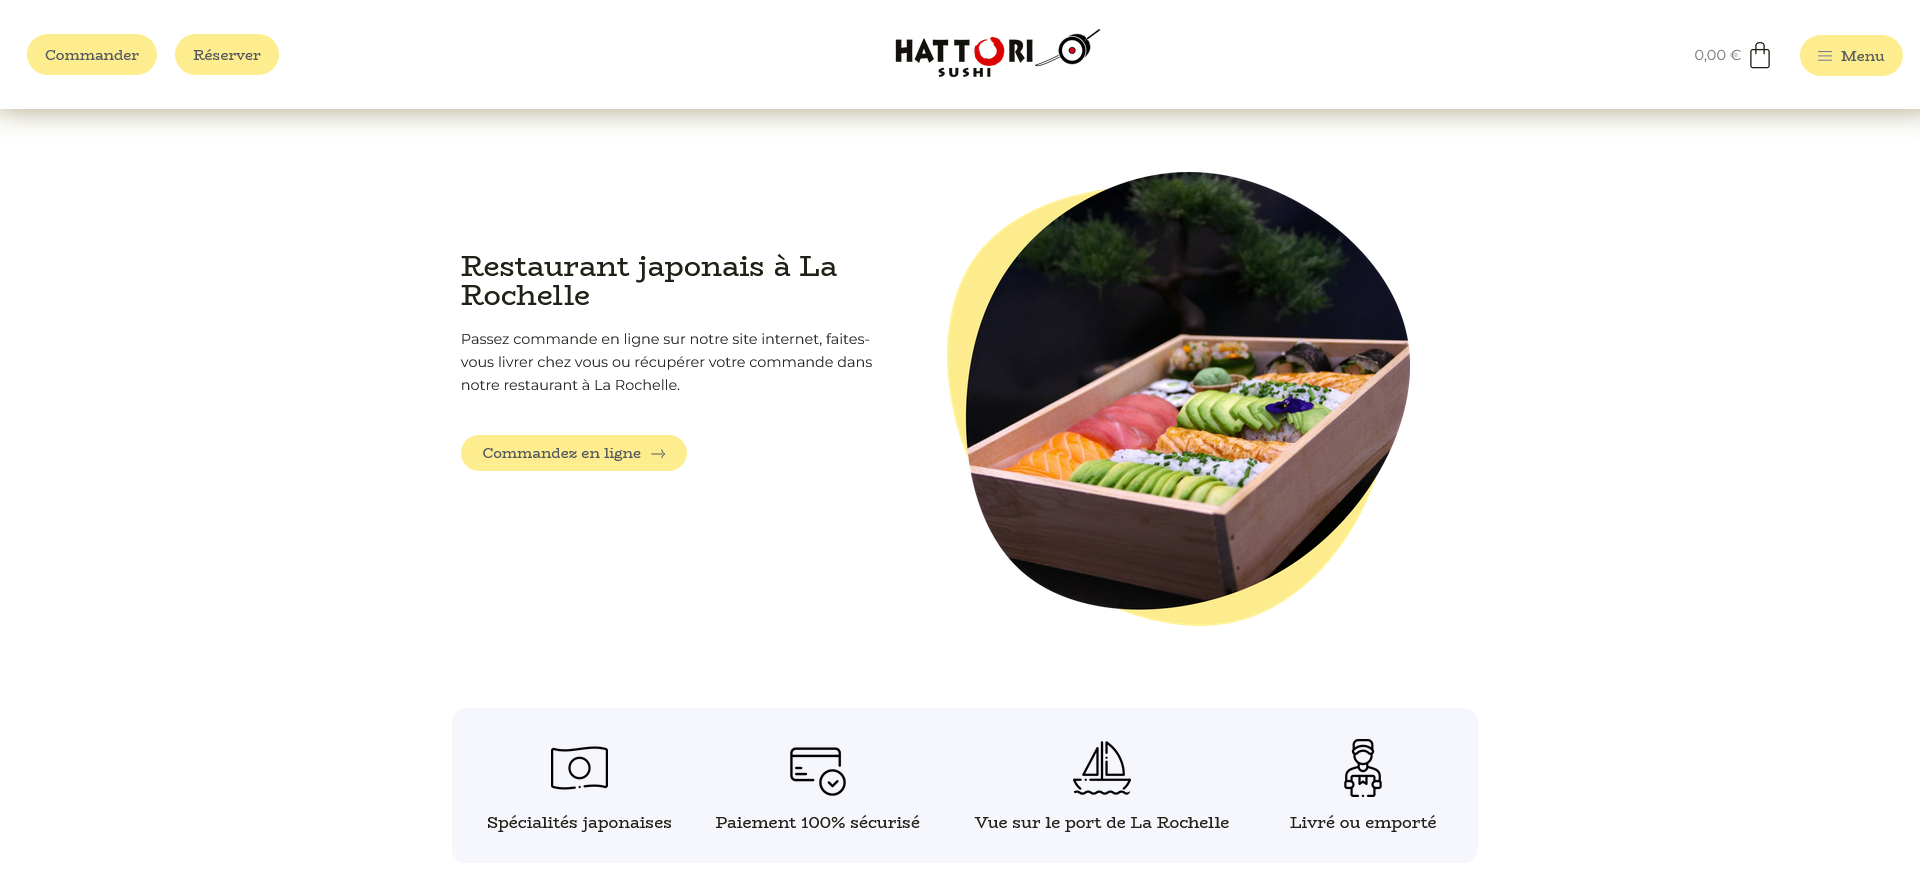 Commander
Réserver
HATTORI
SUSHI
0,00 €
Menu
Restaurant japonais à La
Rochelle
Passez commande en ligne sur notre site internet, faites-
vous livrer chez vous ou récupérer votre commande dans
notre restaurant à La Rochelle.
Commandez en ligne
Spécialités japonaises
Paiement 100% sécurisé
Vue sur le port de La Rochelle
Livré ou emporté